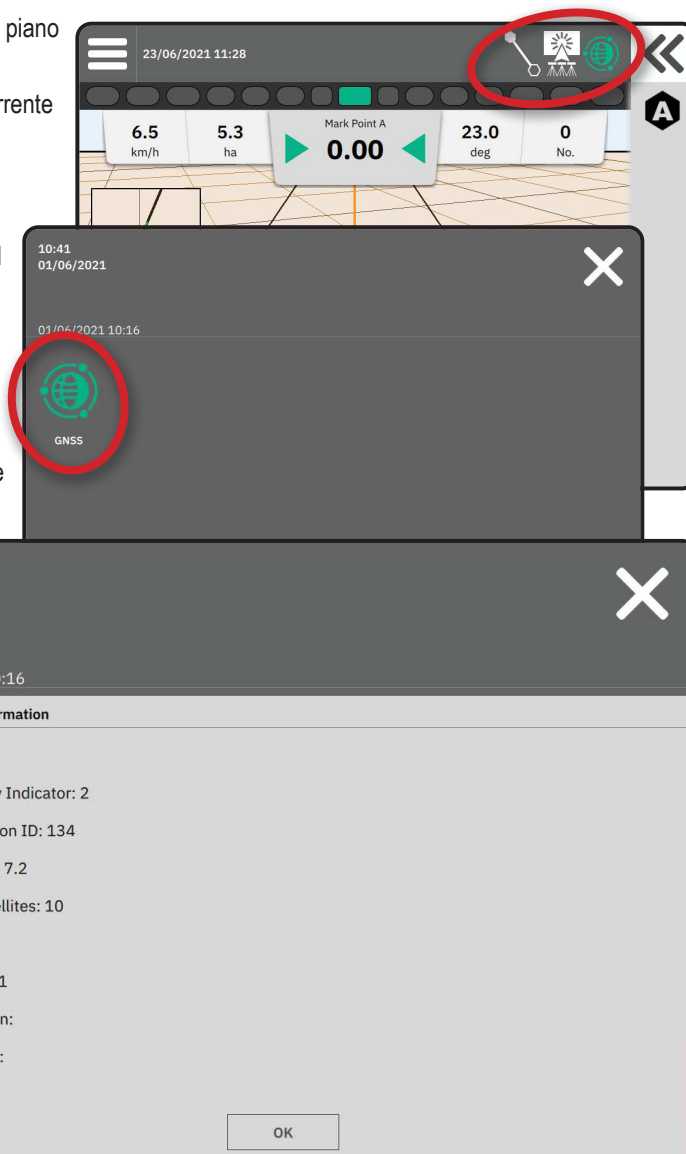 piano
23/06/2021 11:28
rrente
A
Mark Point A
6.5 5.3 0.00 23.0 0
km/h ha deg No.
10:41
01/06/2021
01/06/2021 10:16
GNSS
e
:16
rmation
Indicator: 2
on ID: 134
7.2
llites: 10
1
n:
:
OK